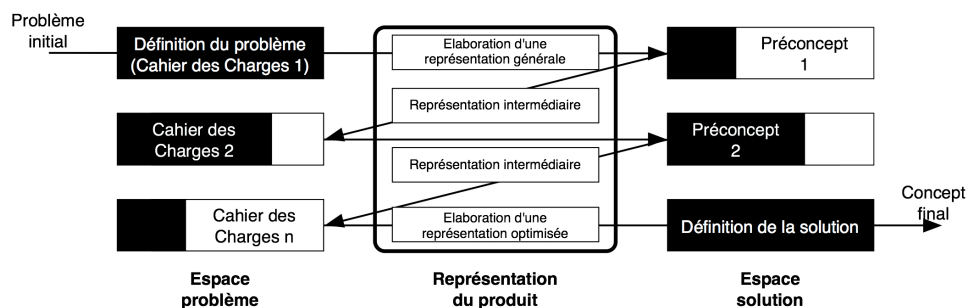 Problème
initial
Définition du problème
(Cahier des Charges 1)
Elaboration d'une
représentation générale
Préconcept
1
Représentation intermédiaire
Cahier des
Charges 2
Préconcept
2
Représentation intermédiaire
Cahier des
Charges n
Elaboration d'une
représentation optimisée
Définition de la solution
Concept
final
Espace
problème
Représentation
du produit
Espace
solution